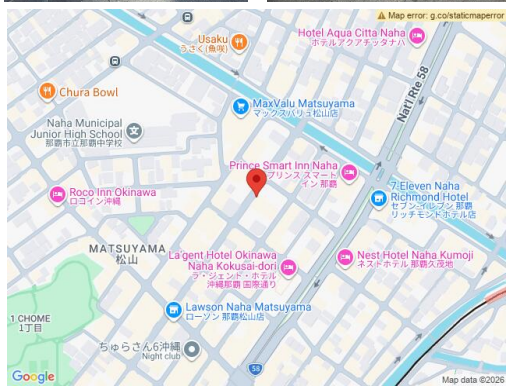 Map error: g.co/staticmaperror
Hotel Aqua Citta Naha
ホテルアクアチッタナハ
Usaku
うさく(魚咲)
Nat'l Rte 58
Chura Bowl
MaxValu Matsuyama
マックスバリュ松山店
Naha Municipal
Junior High School
那覇市立那覇中学校
Prince Smart Inn Naha
プリンス スマート
イン 那覇
Roco Inn Okinawa
ロコイン沖縄
7-Eleven Naha
Richmond Hotel
セブン-イレブン 那覇
リッチモンドホテル店
MATSUYAMA
松山
La'gent Hotel Okinawa
Naha Kokusai-dori
ラ・ジェント・ホテル
沖縄那覇 国際通り
Nest Hotel Naha Kumoji
ネストホテル 那覇久茂地
Lawson Naha Matsuyama
ローソン 那覇松山店
1 CHOME
1丁目
ちゅらさん6沖縄
Night club
58
Google
Map data ©2026